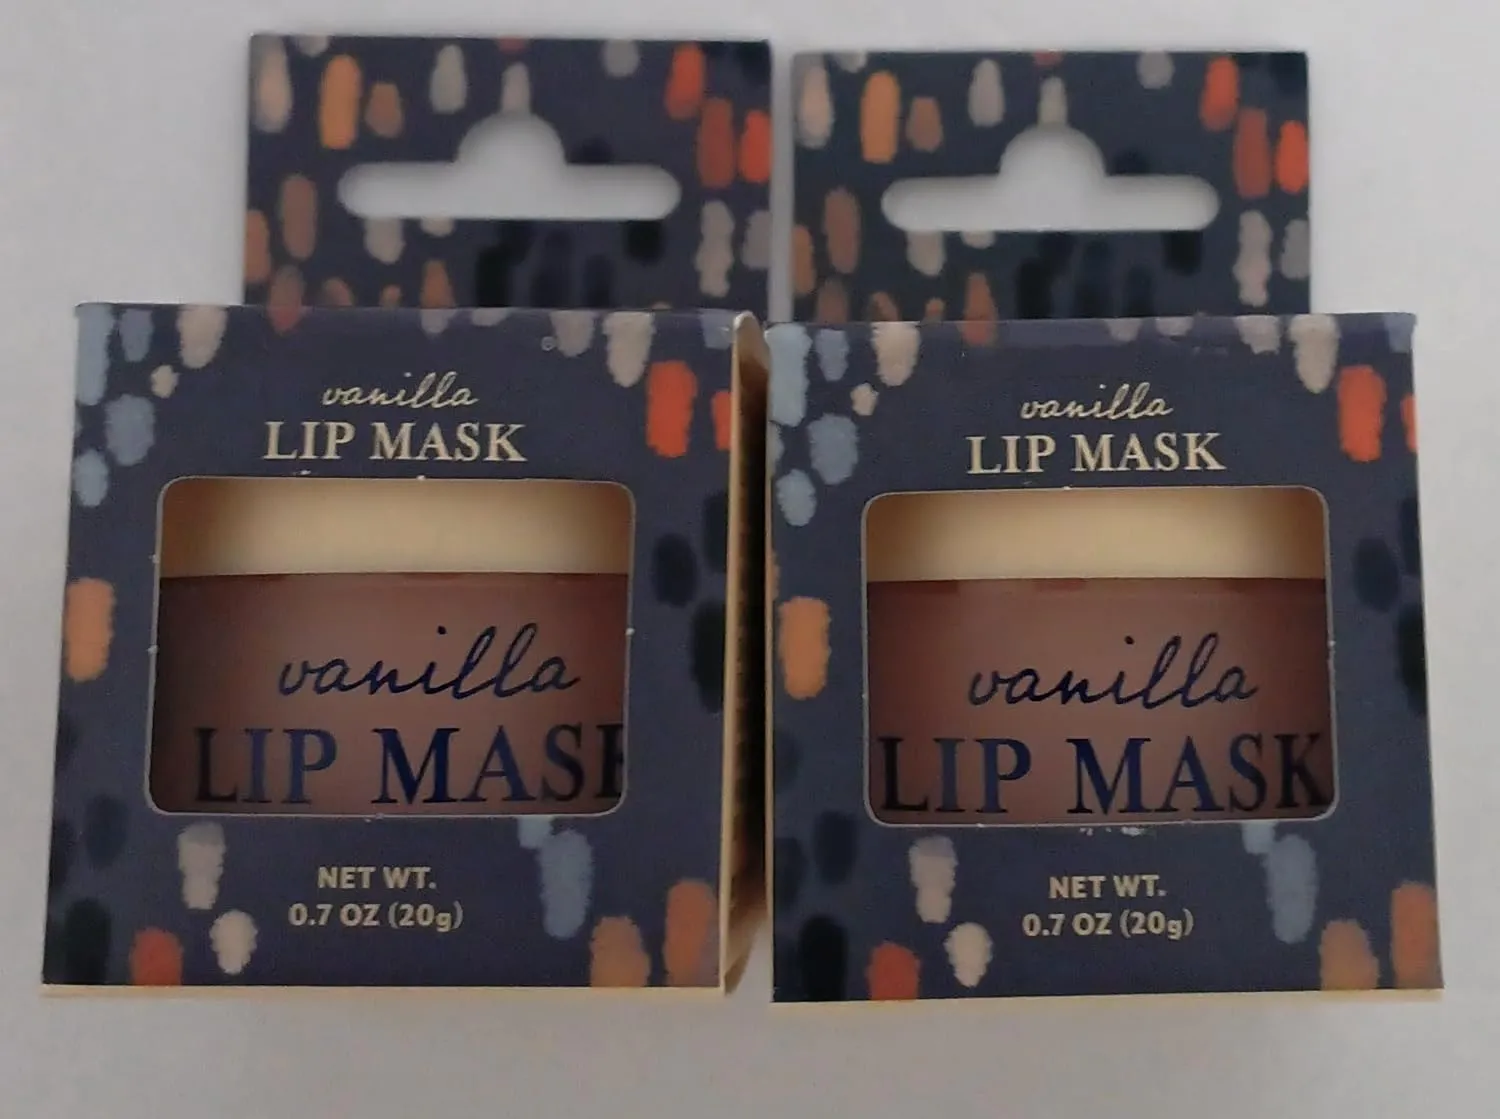 vanilla
LIP MASK
vanilla
LIP MASK
NET WT.
0.7 OZ (20g)
vanilla
LIP MASK
vanilla
LIP MASK
NET WT.
0.7 OZ (20g)